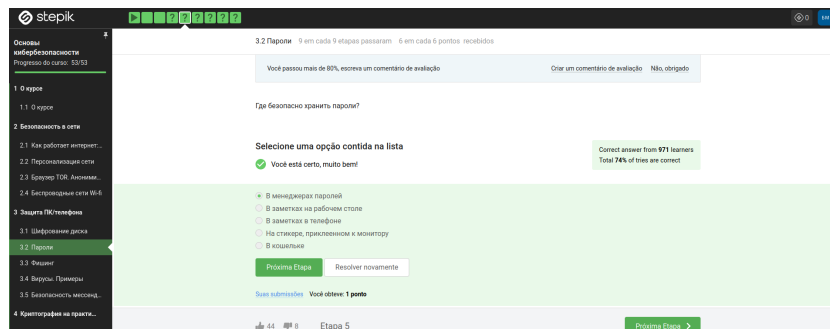 stepik
0
Основы
кибербезопасности
Progresso do curso: 53/53
1 О курсе
1.1 О курсе
2 Безопасность в сети
2.1 Как работает интернет:...
2.2 Персонализация сети
2.3 Браузер TOR. Аноними...
2.4 Беспроводные сети Wi-fi
3 Защита ПК/телефона
3.1 Шифрование диска
3.2 Пароли
3.3 Фишинг
3.4 Вирусы. Примеры
3.5 Безопасность мессенд...
4 Криптография на практи...
3.2 Пароли 9 em cada 9 etapas passaram 6 em cada 6 pontos recebidos
Você passou mais de 80%, escreva um comentário de avaliação Criar um comentário de avaliação Não, obrigado
Где безопасно хранить пароли?
Selecione uma opção contida na lista
Você está certo, muito bem!
Correct answer from 971 learners
Total 74% of tries are correct
В менеджерах паролей
В заметках на рабочем столе
В заметках в телефоне
На стикере, приклеенном к монитору
В кошельке
Próxima Etapa Resolver novamente
Suas submissões Você obteve: 1 ponto
44 8 Etapa 5 Próxima Etapa